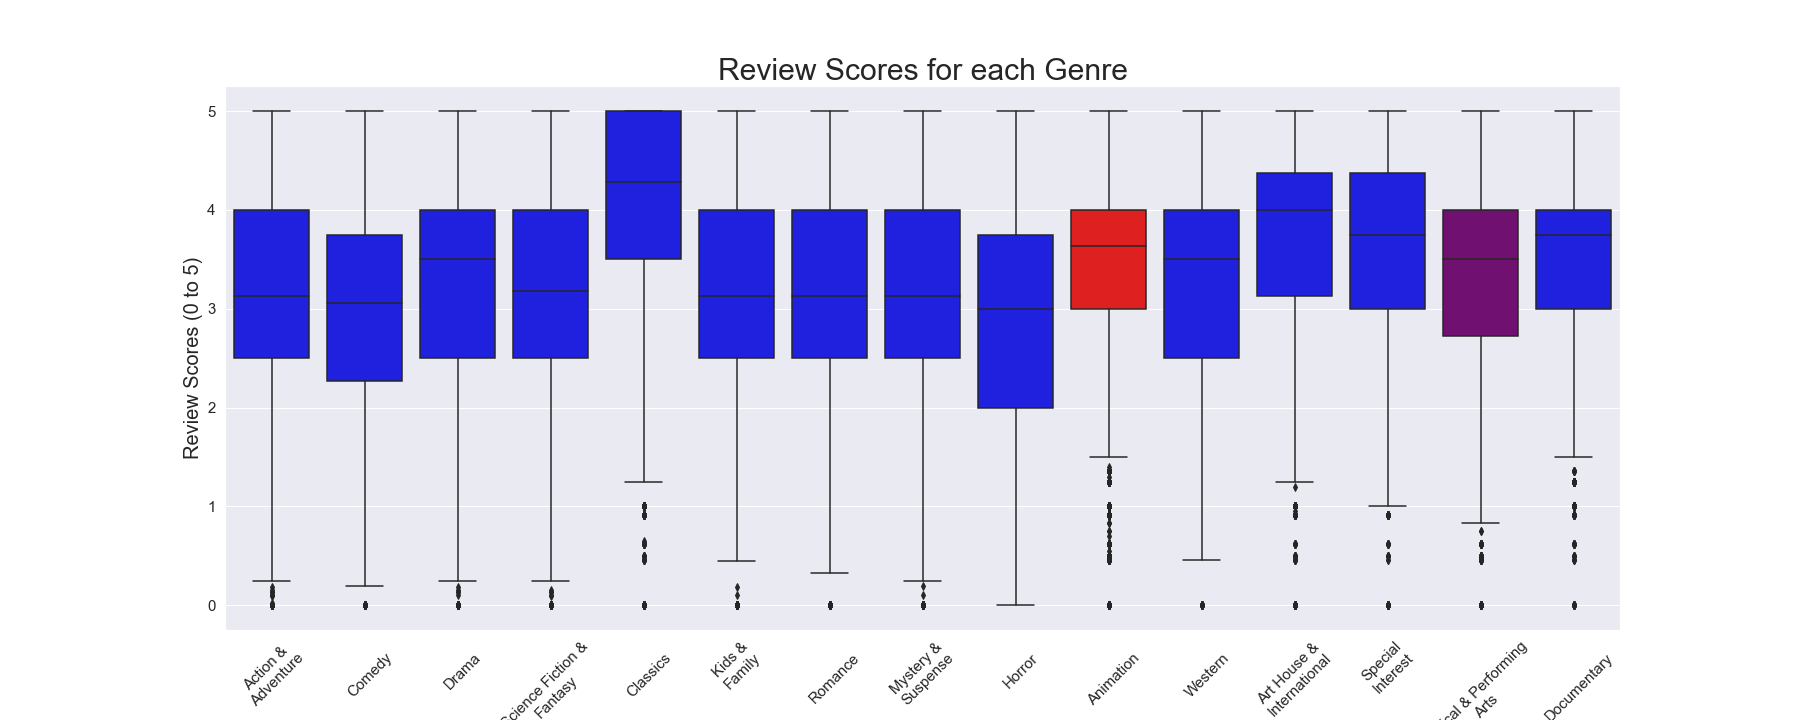 Review Scores for each Genre
Review Scores (0 to 5)
5
4
3
2
1
0
Action &
Adventure
Comedy
Drama
Science Fiction &
Fantasy
Classics
Kids &
Family
Romance
Mystery &
Suspense
Horror
Animation
Western
Art House &
International
Special
Interest
& Performing
Arts
Documentary